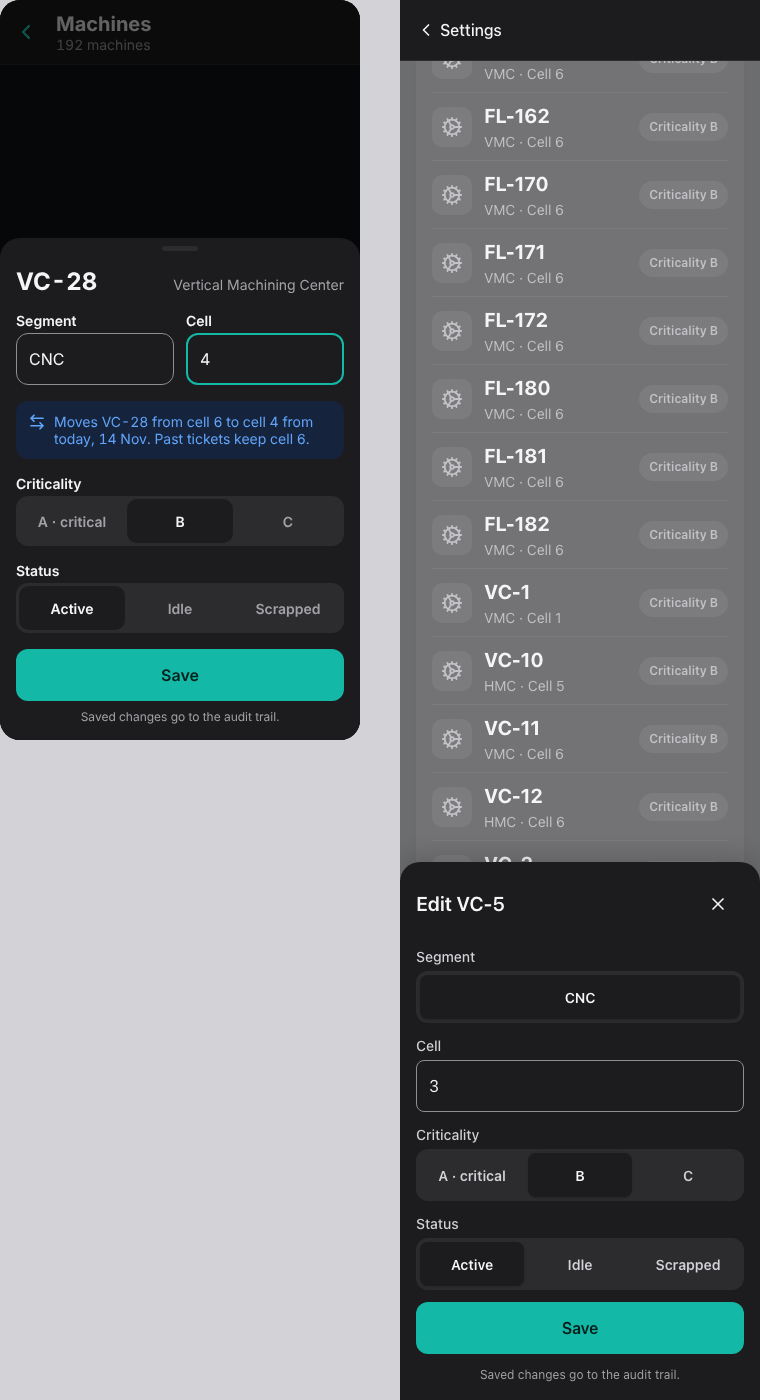 Machines
192 machines
VC-28
Vertical Machining Center
Segment
Cell
CNC
4
Moves VC-28 from cell 6 to cell 4 from
today, 14 Nov. Past tickets keep cell 6.
Criticality
A · critical
B
C
Status
Active
Idle
Scrapped
Save
Saved changes go to the audit trail.
Settings
VMC · Cell 6
Criticality B
FL-162
VMC · Cell 6
Criticality B
FL-170
VMC · Cell 6
Criticality B
FL-171
VMC · Cell 6
Criticality B
FL-172
VMC · Cell 6
Criticality B
FL-180
VMC · Cell 6
Criticality B
FL-181
VMC · Cell 6
Criticality B
FL-182
VMC · Cell 6
Criticality B
VC-1
VMC · Cell 1
Criticality B
VC-10
HMC · Cell 5
Criticality B
VC-11
VMC · Cell 6
Criticality B
VC-12
HMC · Cell 6
Criticality B
VC-2
Edit VC-5
Segment
CNC
Cell
3
Criticality
A · critical
B
C
Status
Active
Idle
Scrapped
Save
Saved changes go to the audit trail.